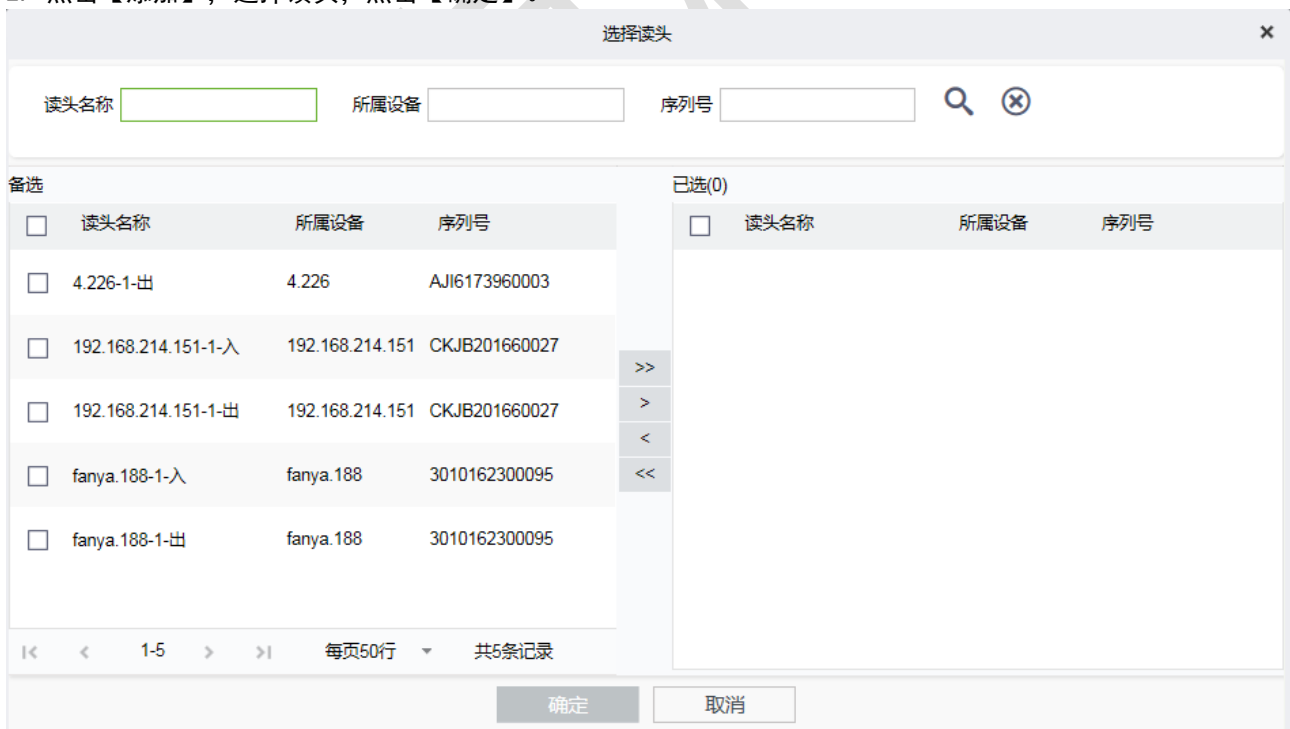 选择读头 ×
读头名称 所属设备 序列号
备选 已选(0)
读头名称 所属设备 序列号 读头名称 所属设备 序列号
4.226-1-出 4.226 AJI6173960003
192.168.214.151-1-入 192.168.214.151 CKJB201660027
>>
192.168.214.151-1-出 192.168.214.151 CKJB201660027
>
<
fanya.188-1-入 fanya.188 3010162300095
<<
fanya.188-1-出 fanya.188 3010162300095
|< < 1-5 > >| 每页50行 共5条记录
确定 取消